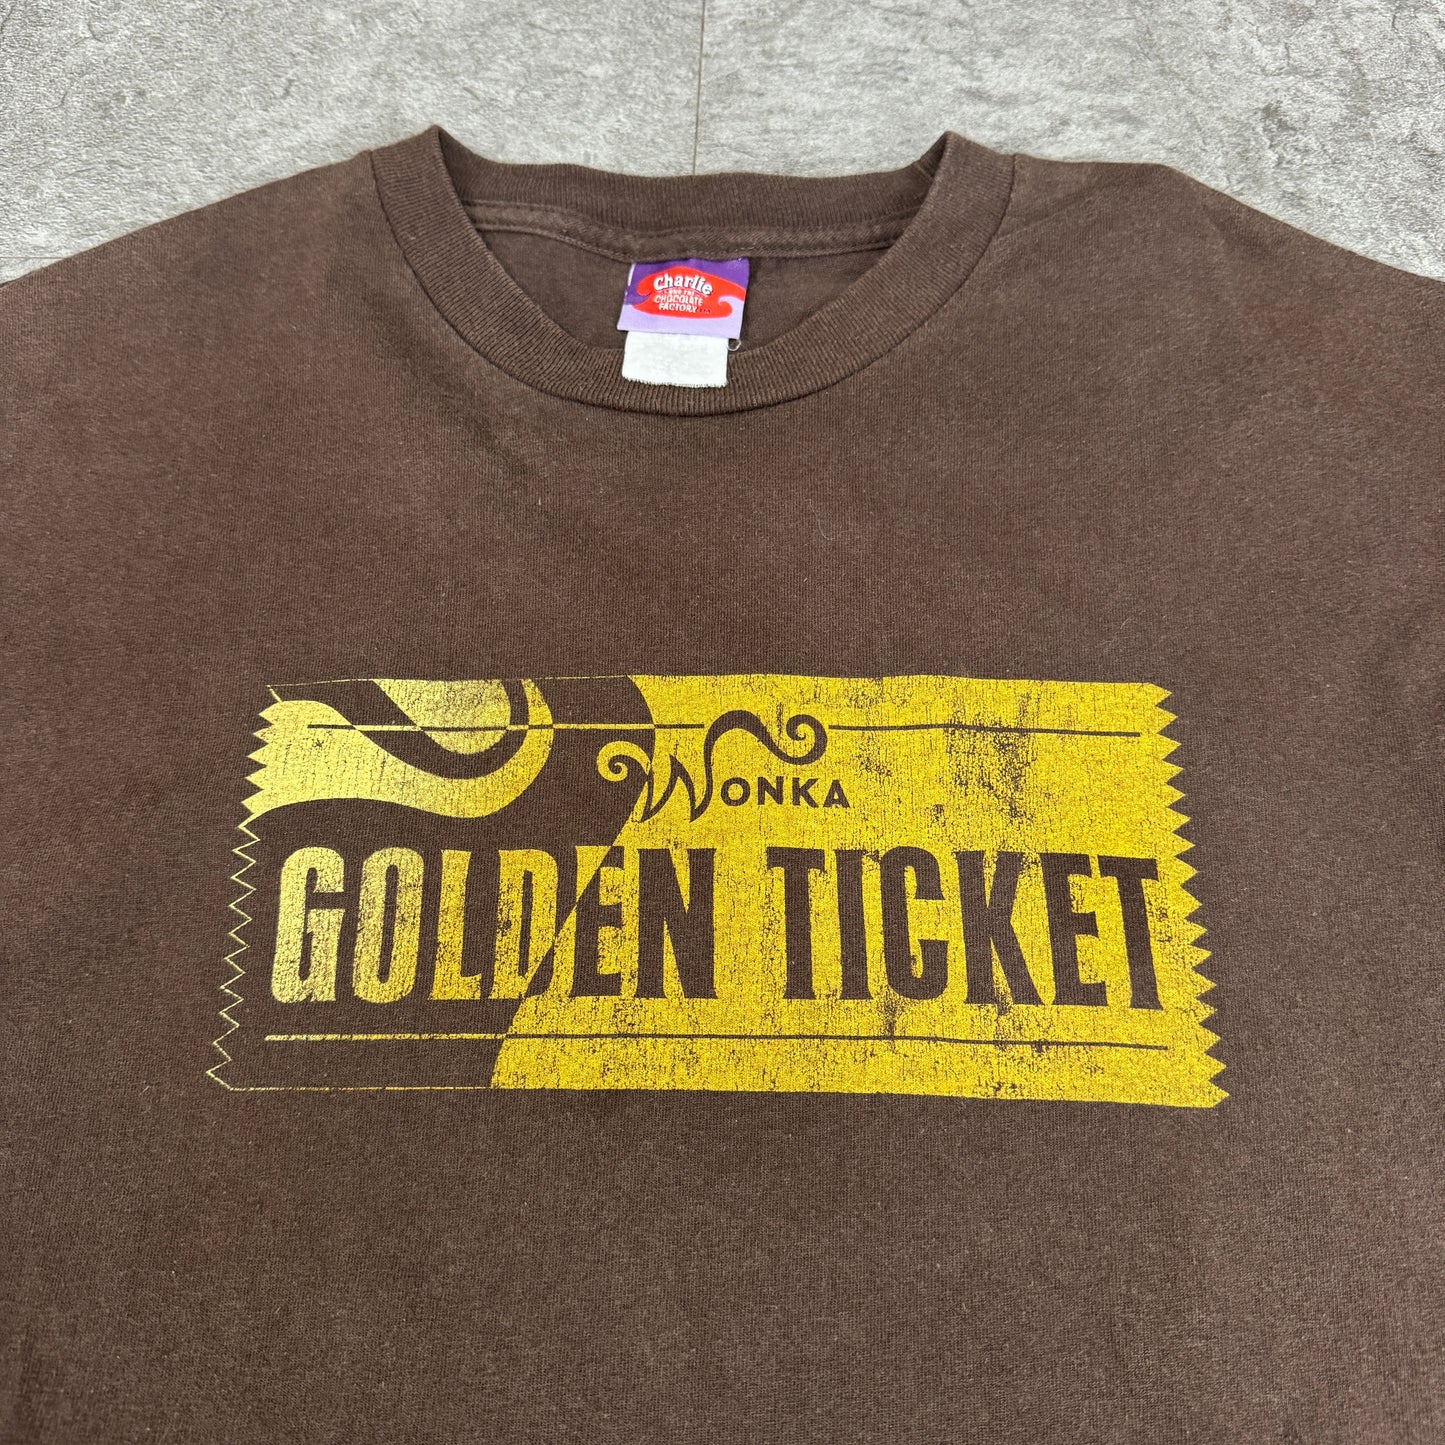 Charlie
AND THE
CHOCOLATE
FACTORY
WONKA
GOLDEN TICKET